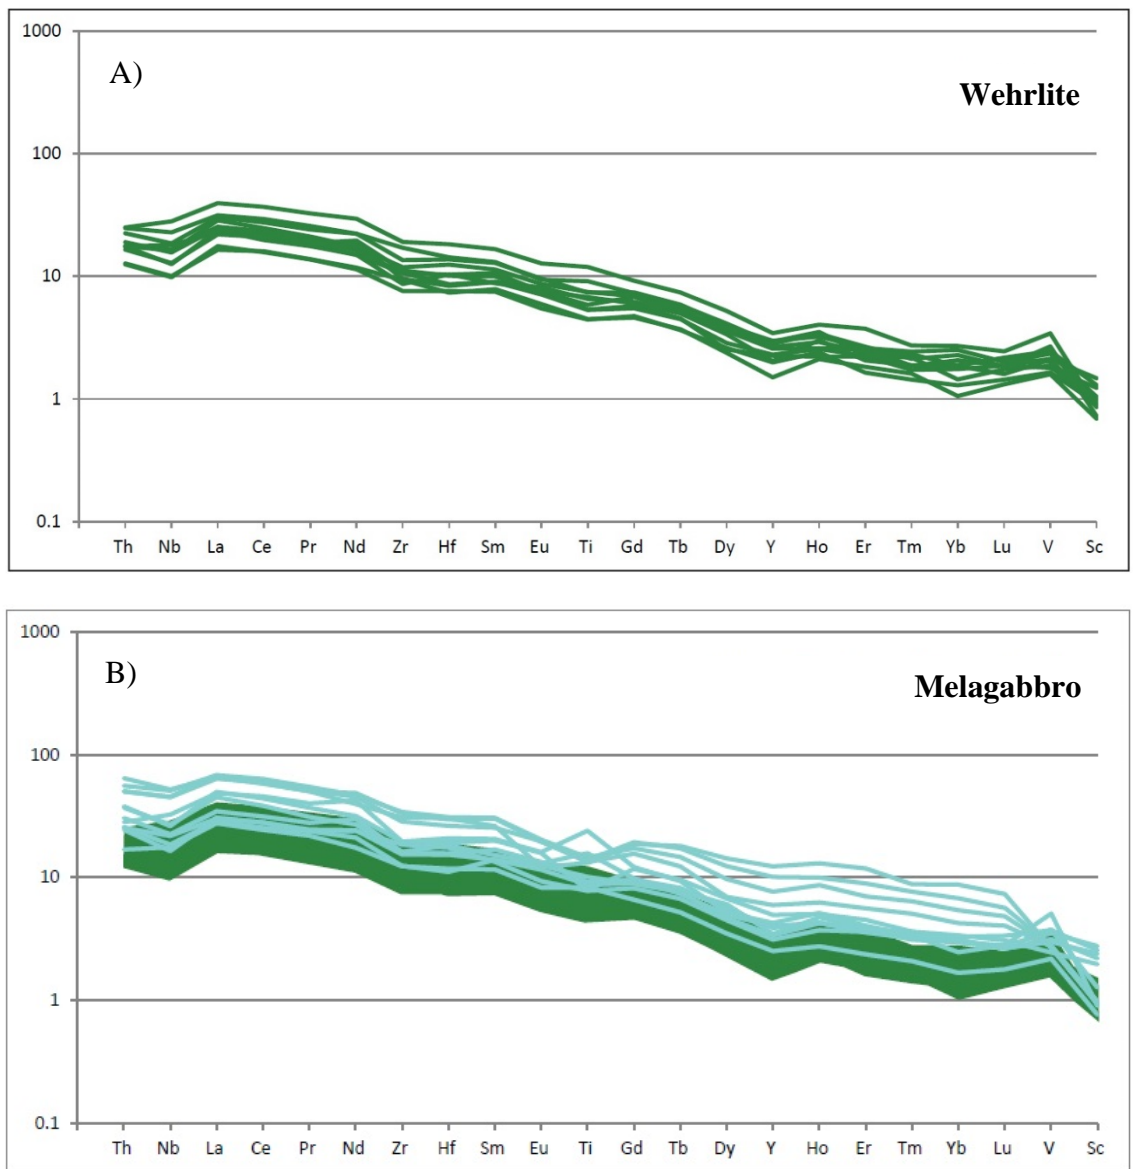 1000
A)
Wehrlite
100
10
1
0.1
Th Nb La Ce Pr Nd Zr Hf Sm Eu Ti Gd Tb Dy Y Ho Er Tm Yb Lu V Sc
1000
B)
Melagabbro
100
10
1
0.1
Th Nb La Ce Pr Nd Zr Hf Sm Eu Ti Gd Tb Dy Y Ho Er Tm Yb Lu V Sc